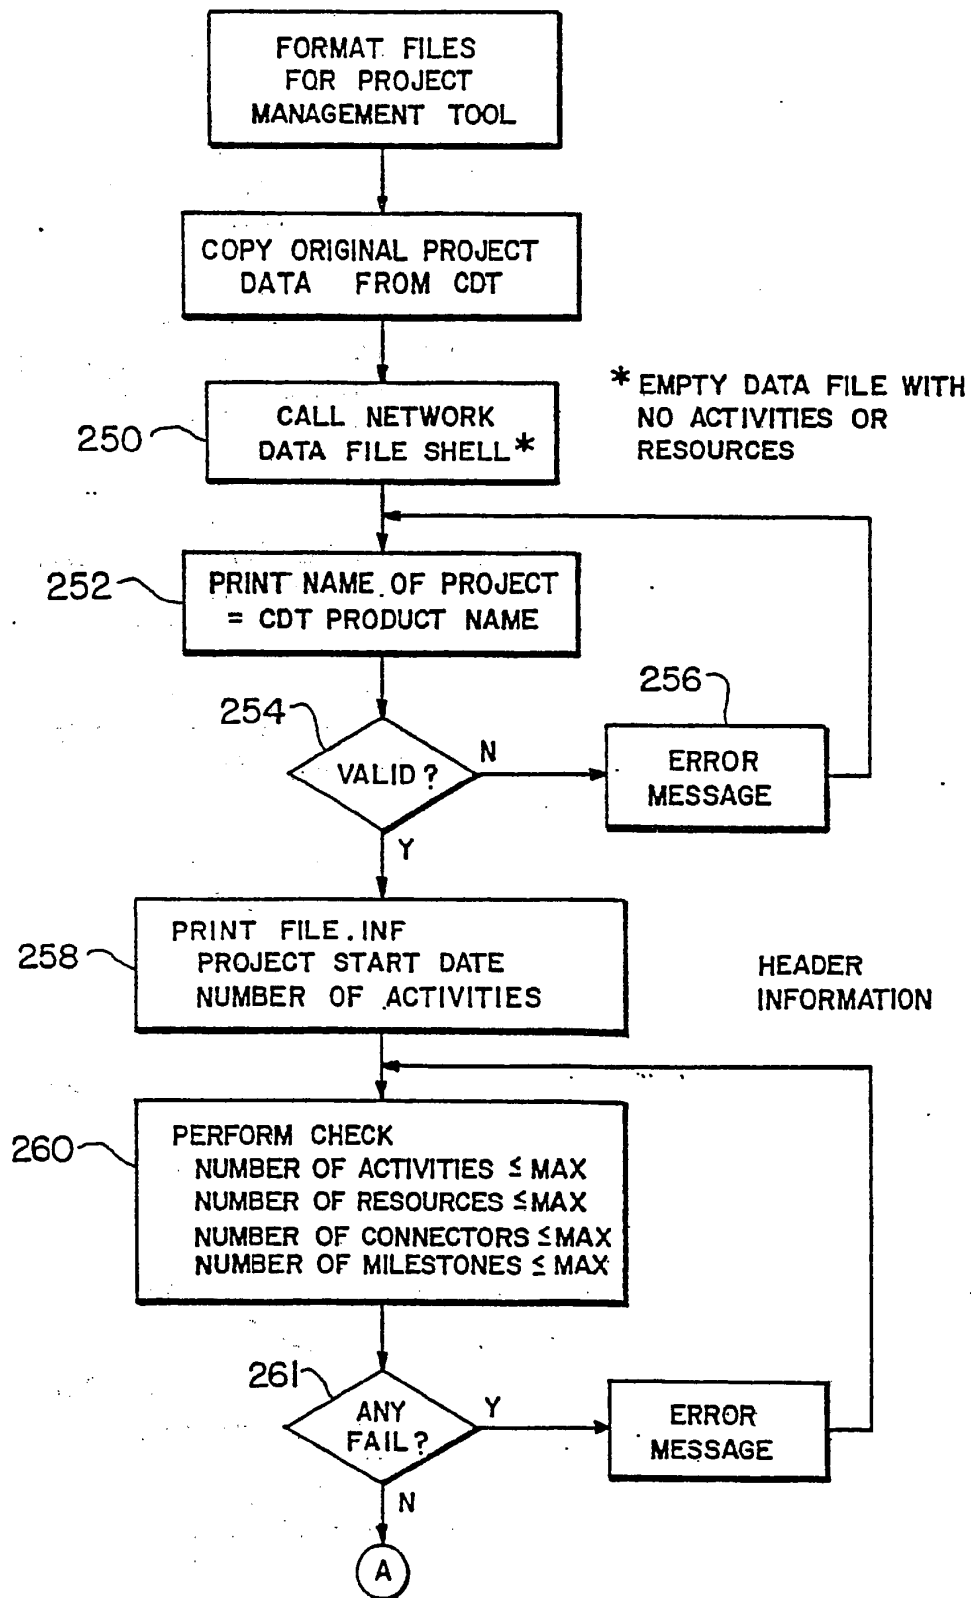 FORMAT FILES
FOR PROJECT
MANAGEMENT TOOL
COPY ORIGINAL PROJECT
DATA FROM CDT
250
CALL NETWORK
DATA FILE SHELL*
* EMPTY DATA FILE WITH
NO ACTIVITIES OR
RESOURCES
252
PRINT NAME OF PROJECT
= CDT PRODUCT NAME
254
VALID?
N
256
ERROR
MESSAGE
Y
258
PRINT FILE.INF
PROJECT START DATE
NUMBER OF ACTIVITIES
HEADER
INFORMATION
260
PERFORM CHECK
NUMBER OF ACTIVITIES ≤ MAX
NUMBER OF RESOURCES ≤ MAX
NUMBER OF CONNECTORS ≤ MAX
NUMBER OF MILESTONES ≤ MAX
261
ANY
FAIL?
Y
ERROR
MESSAGE
N
A